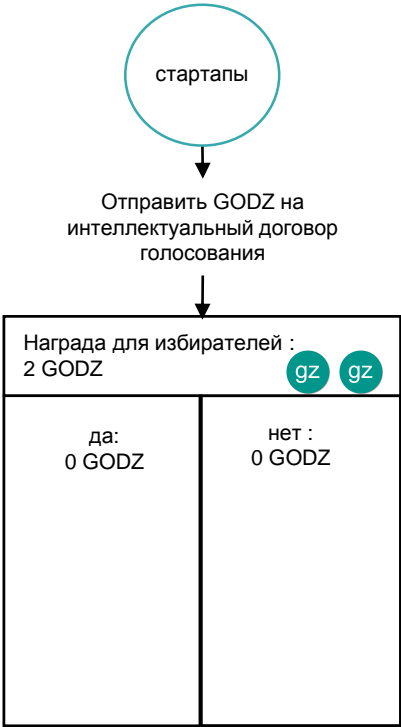 стартапы
Отправить GODZ на
интеллектуальный договор
голосования
Награда для избирателей :
2 GODZ
gz gz
да:
0 GODZ
нет :
0 GODZ